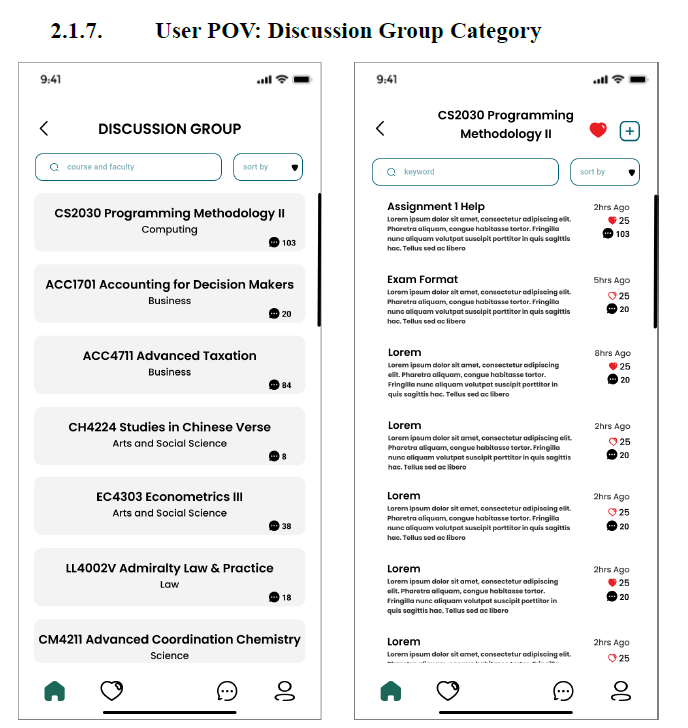 2.1.7. User POV: Discussion Group Category
9:41
DISCUSSION GROUP
course and faculty
sort by
CS2030 Programming Methodology II
Computing
103
ACC1701 Accounting for Decision Makers
Business
20
ACC4711 Advanced Taxation
Business
84
CH4224 Studies in Chinese Verse
Arts and Social Science
8
EC4303 Econometrics III
Arts and Social Science
38
LL4002V Admiralty Law & Practice
Law
18
CM4211 Advanced Coordination Chemistry
Science
9:41
CS2030 Programming
Methodology II
keyword
sort by
Assignment 1 Help
2hrs Ago
Lorem ipsum dolor sit amet, consectetur adipiscing elit.
25
Pharetra aliquam, congue habitasse tortor. Fringilla
103
nunc aliquam volutpat suscipit porttitor in quis sagittis
hac. Tellus sed ac libero
Exam Format
5hrs Ago
Lorem ipsum dolor sit amet, consectetur adipiscing elit.
25
Pharetra aliquam, congue habitasse tortor. Fringilla
20
nunc aliquam volutpat suscipit porttitor in quis sagittis
hac. Tellus sed ac libero
Lorem
8hrs Ago
Lorem ipsum dolor sit amet, consectetur adipiscing
25
elit. Pharetra aliquam, congue habitasse tortor.
20
Fringilla nunc aliquam volutpat suscipit porttitor in
quis sagittis hac. Tellus sed ac libero
Lorem
2hrs Ago
Lorem ipsum dolor sit amet, consectetur adipiscing elit.
25
Pharetra aliquam, congue habitasse tortor. Fringilla
20
nunc aliquam volutpat suscipit porttitor in quis sagittis
hac. Tellus sed ac libero
Lorem
2hrs Ago
Lorem ipsum dolor sit amet, consectetur adipiscing elit.
25
Pharetra aliquam, congue habitasse tortor. Fringilla
20
nunc aliquam volutpat suscipit porttitor in quis sagittis
hac. Tellus sed ac libero
Lorem
2hrs Ago
Lorem ipsum dolor sit amet, consectetur adipiscing
25
elit. Pharetra aliquam, congue habitasse tortor.
20
Fringilla nunc aliquam volutpat suscipit porttitor in
quis sagittis hac. Tellus sed ac libero
Lorem
2hrs Ago
Lorem ipsum dolor sit amet, consectetur adipiscing elit.
25